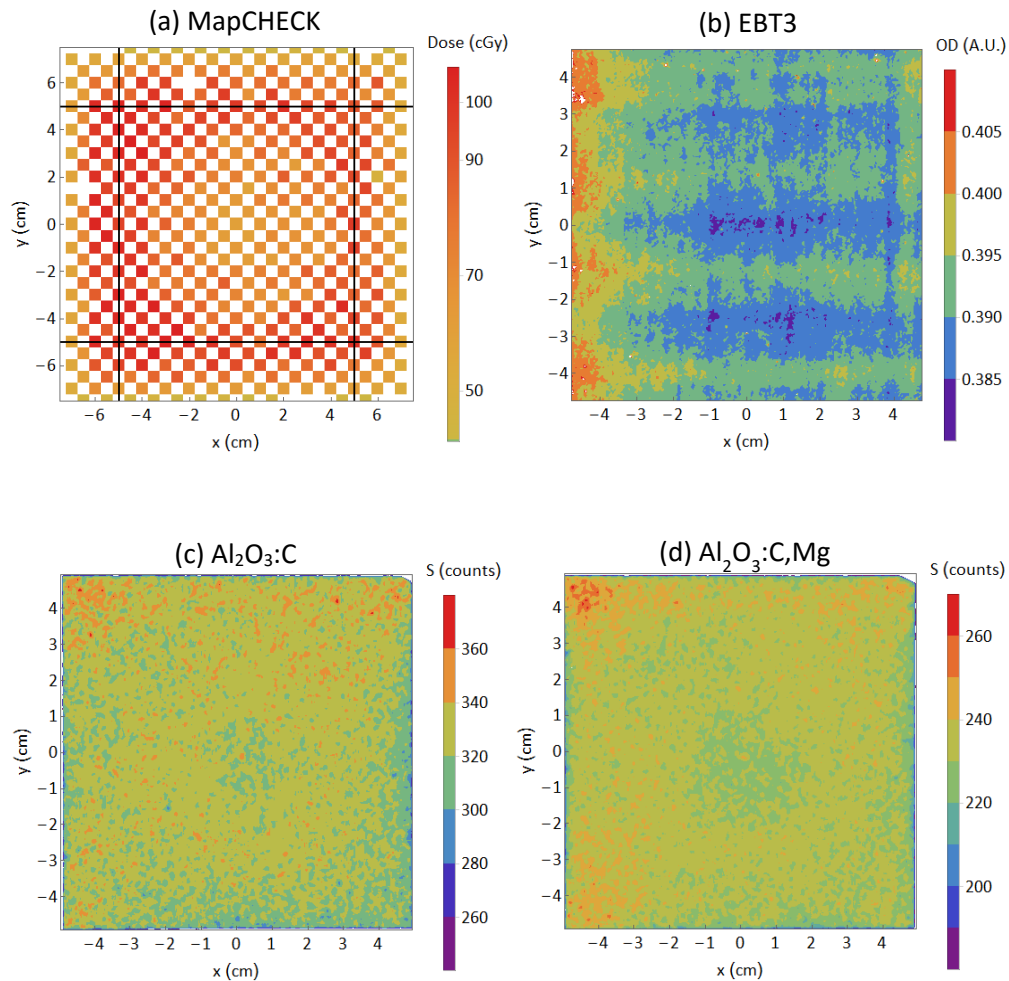 (a) MapCHECK
Dose (cGy)
100
90
70
50
6
4
2
0
−2
−4
−6
y (cm)
−6 −4 −2 0 2 4 6
x (cm)
(b) EBT3
OD (A.U.)
0.405
0.400
0.395
0.390
0.385
4
3
2
1
0
−1
−2
−3
−4
y (cm)
−4 −3 −2 −1 0 1 2 3 4
x (cm)
(c) Al₂O₃:C
S (counts)
360
340
320
300
280
260
4
3
2
1
0
−1
−2
−3
−4
y (cm)
−4 −3 −2 −1 0 1 2 3 4
x (cm)
(d) Al₂O₃:C,Mg
S (counts)
260
240
220
200
4
3
2
1
0
−1
−2
−3
−4
y (cm)
−4 −3 −2 −1 0 1 2 3 4
x (cm)